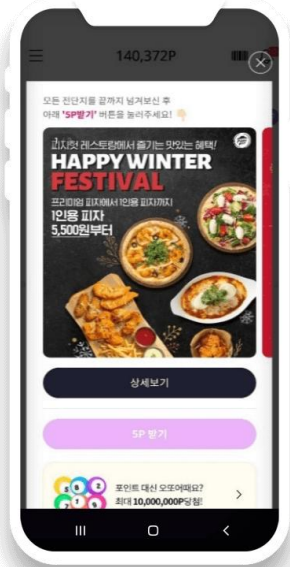 140,372P
모든 전단지를 끝까지 넘겨보신 후
아래 '5P받기' 버튼을 눌러주세요!
피자헛 레스토랑에서 즐기는 맛있는 혜택!
HAPPY WINTER
FESTIVAL
프리미엄 피자에서 1인용 피자까지
1인용 피자
5,500원부터
상세보기
5P 받기
포인트 대신 오또어때요?
최대 10,000,000P당첨!